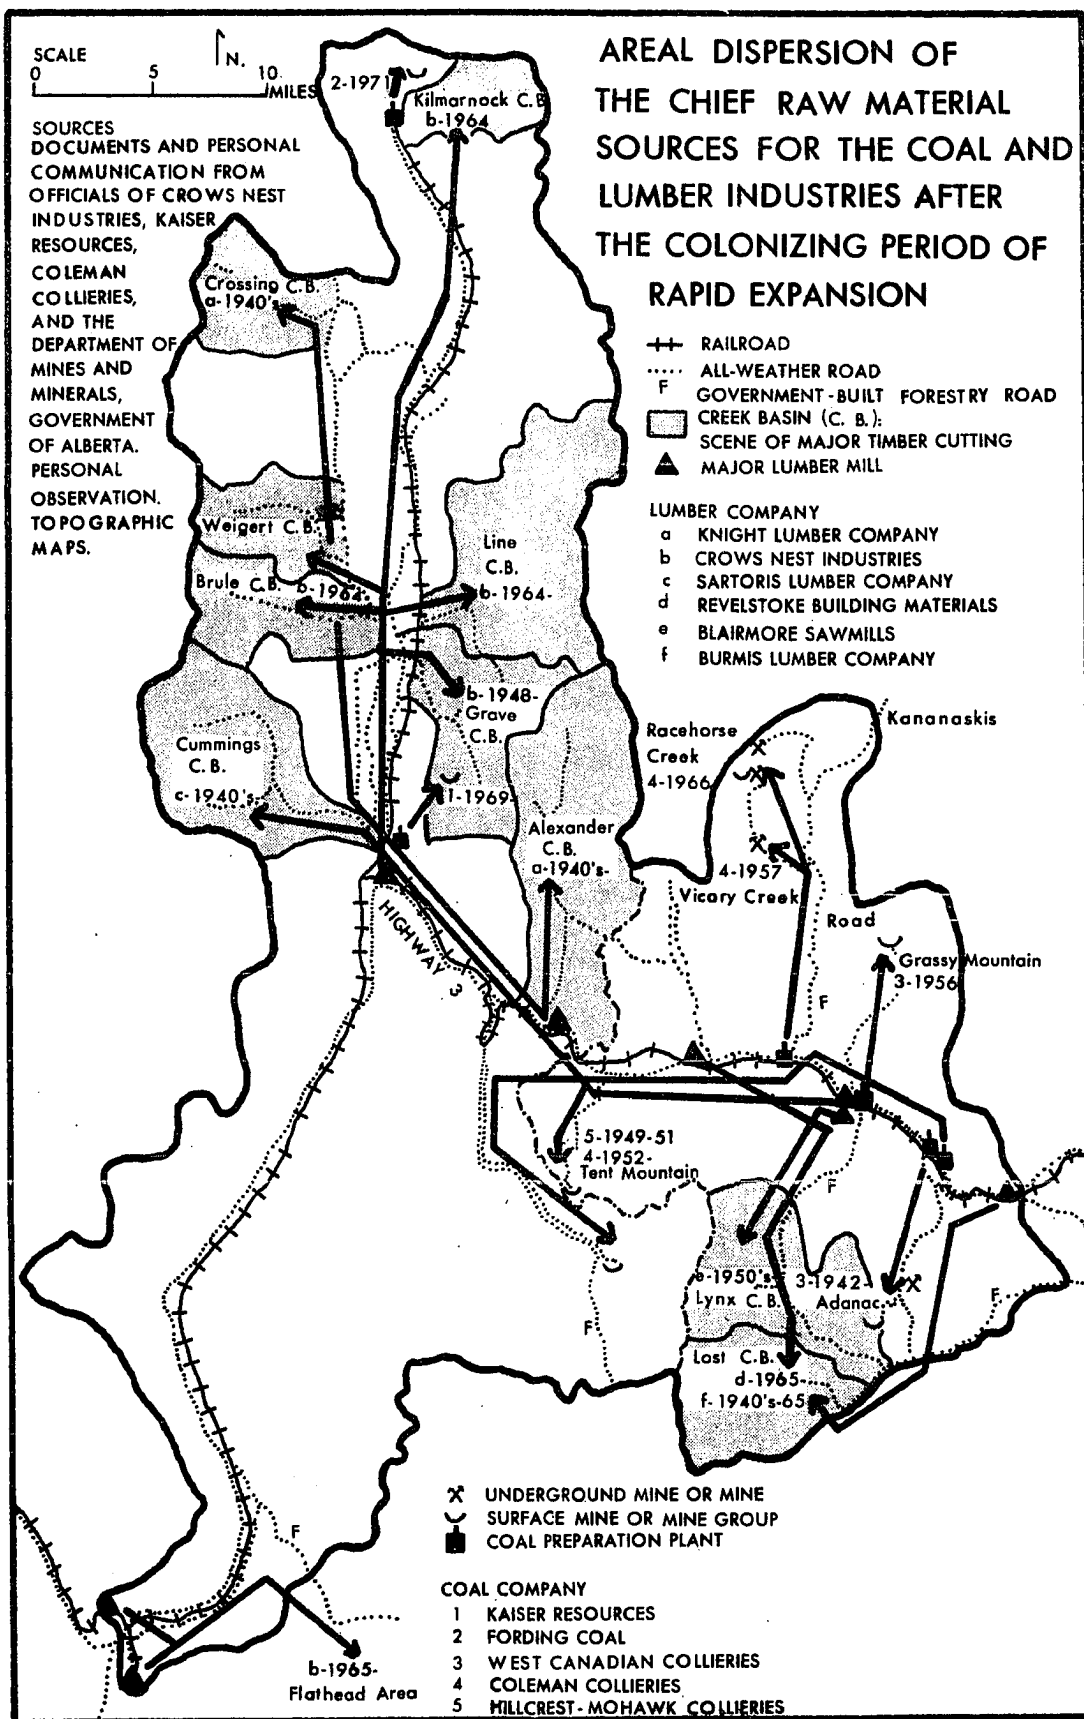 SCALE
0 5 10
MILES
N.
SOURCES
DOCUMENTS AND PERSONAL
COMMUNICATION FROM
OFFICIALS OF CROWS NEST
INDUSTRIES, KAISER
RESOURCES,
COLEMAN
COLLIERIES,
AND THE
DEPARTMENT OF
MINES AND
MINERALS,
GOVERNMENT
OF ALBERTA.
PERSONAL
OBSERVATION.
TOPOGRAPHIC
MAPS.
AREAL DISPERSION OF
THE CHIEF RAW MATERIAL
SOURCES FOR THE COAL AND
LUMBER INDUSTRIES AFTER
THE COLONIZING PERIOD OF
RAPID EXPANSION
RAILROAD
ALL-WEATHER ROAD
F GOVERNMENT-BUILT FORESTRY ROAD
CREEK BASIN (C. B.):
SCENE OF MAJOR TIMBER CUTTING
MAJOR LUMBER MILL
LUMBER COMPANY
a KNIGHT LUMBER COMPANY
b CROWS NEST INDUSTRIES
c SARTORIS LUMBER COMPANY
d REVELSTOKE BUILDING MATERIALS
e BLAIRMORE SAWMILLS
f BURMIS LUMBER COMPANY
2-1971
Kilmarnock C.B.
b-1964
Crossing C.B.
a-1940's
Weigert C.B.
Brule C.B.
b-1964
Line
C.B.
b-1964-
b-1948-
Grave
C.B.
Cummings
C.B.
c-1940's-
1-1969-
Alexander
C.B.
a-1940's-
HIGHWAY 3
Racehorse
Creek
4-1966
Kananaskis
4-1957
Vicary Creek
Road
Grassy Mountain
3-1956
F
5-1949-51
4-1952-
Tent Mountain
F
e-1950's
Lynx C.B.
3-1942-
Adanac
F
F
Lost C.B.
d-1965-
f-1940's-65
F
b-1965-
Flathead Area
UNDERGROUND MINE OR MINE
SURFACE MINE OR MINE GROUP
COAL PREPARATION PLANT
COAL COMPANY
1 KAISER RESOURCES
2 FORDING COAL
3 WEST CANADIAN COLLIERIES
4 COLEMAN COLLIERIES
5 HILLCREST-MOHAWK COLLIERIES